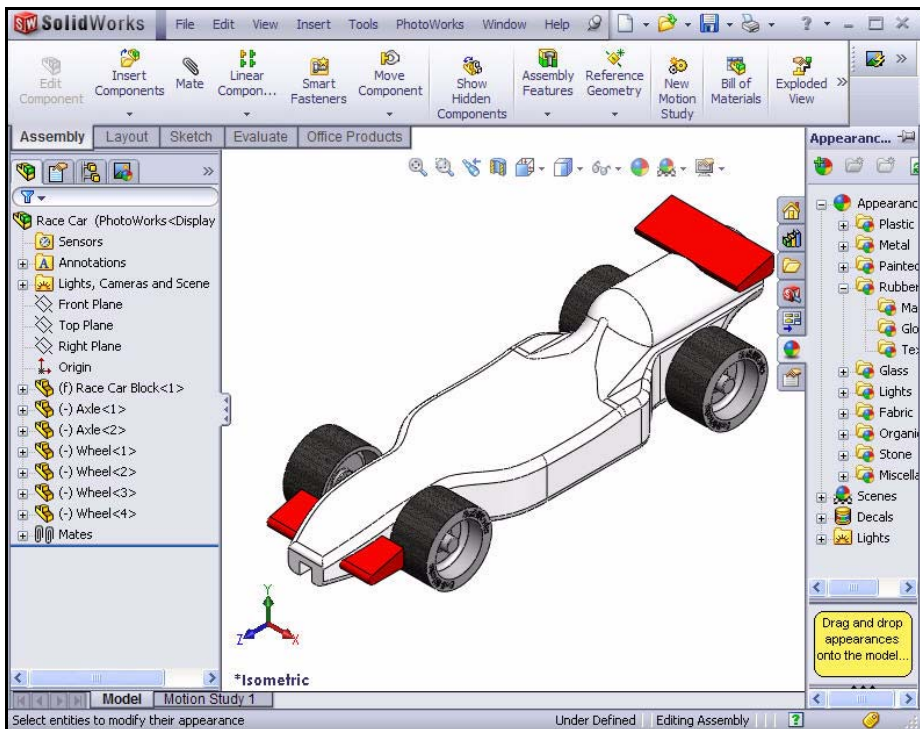 SolidWorks File Edit View Insert Tools PhotoWorks Window Help
Edit Component
Insert Components
Mate
Linear Compon...
Smart Fasteners
Move Component
Show Hidden Components
Assembly Features
Reference Geometry
New Motion Study
Bill of Materials
Exploded View
Assembly Layout Sketch Evaluate Office Products
Race Car (PhotoWorks<Display
Sensors
Annotations
Lights, Cameras and Scene
Front Plane
Top Plane
Right Plane
Origin
(f) Race Car Block<1>
(-) Axle<1>
(-) Axle<2>
(-) Wheel<1>
(-) Wheel<2>
(-) Wheel<3>
(-) Wheel<4>
Mates
Y
Z
X
*Isometric
Appearanc...
Appearanc
Plastic
Metal
Painted
Rubber
Ma
Glo
Tex
Glass
Lights
Fabric
Organi
Stone
Miscella
Scenes
Decals
Lights
Drag and drop
appearances
onto the model...
Model Motion Study 1
Select entities to modify their appearance Under Defined Editing Assembly